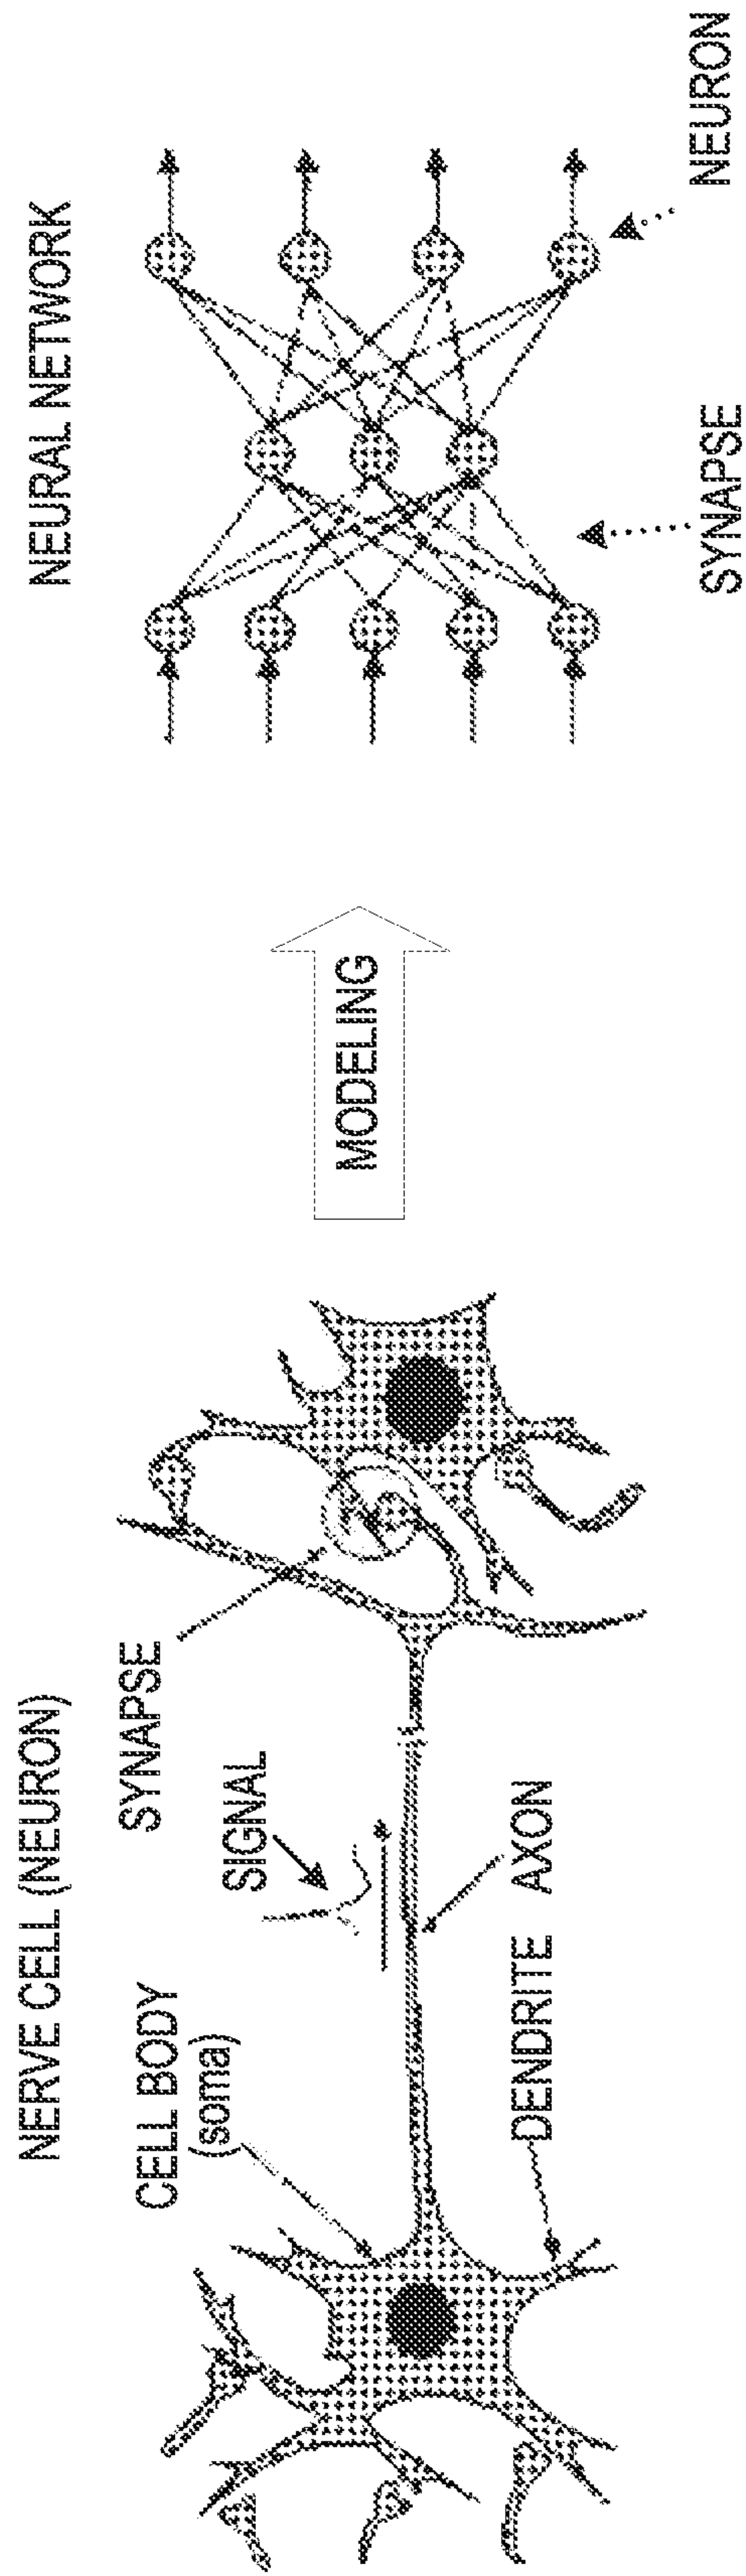 NERVE CELL (NEURON)
CELL BODY
(soma)
SIGNAL
SYNAPSE
DENDRITE
AXON
MODELING
NEURAL NETWORK
SYNAPSE
NEURON